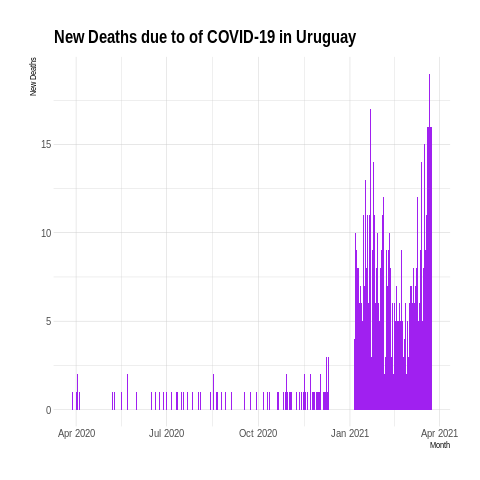 New Deaths due to of COVID-19 in Uruguay
New Deaths
15
10
5
0
Apr 2020 Jul 2020 Oct 2020 Jan 2021 Apr 2021
Month